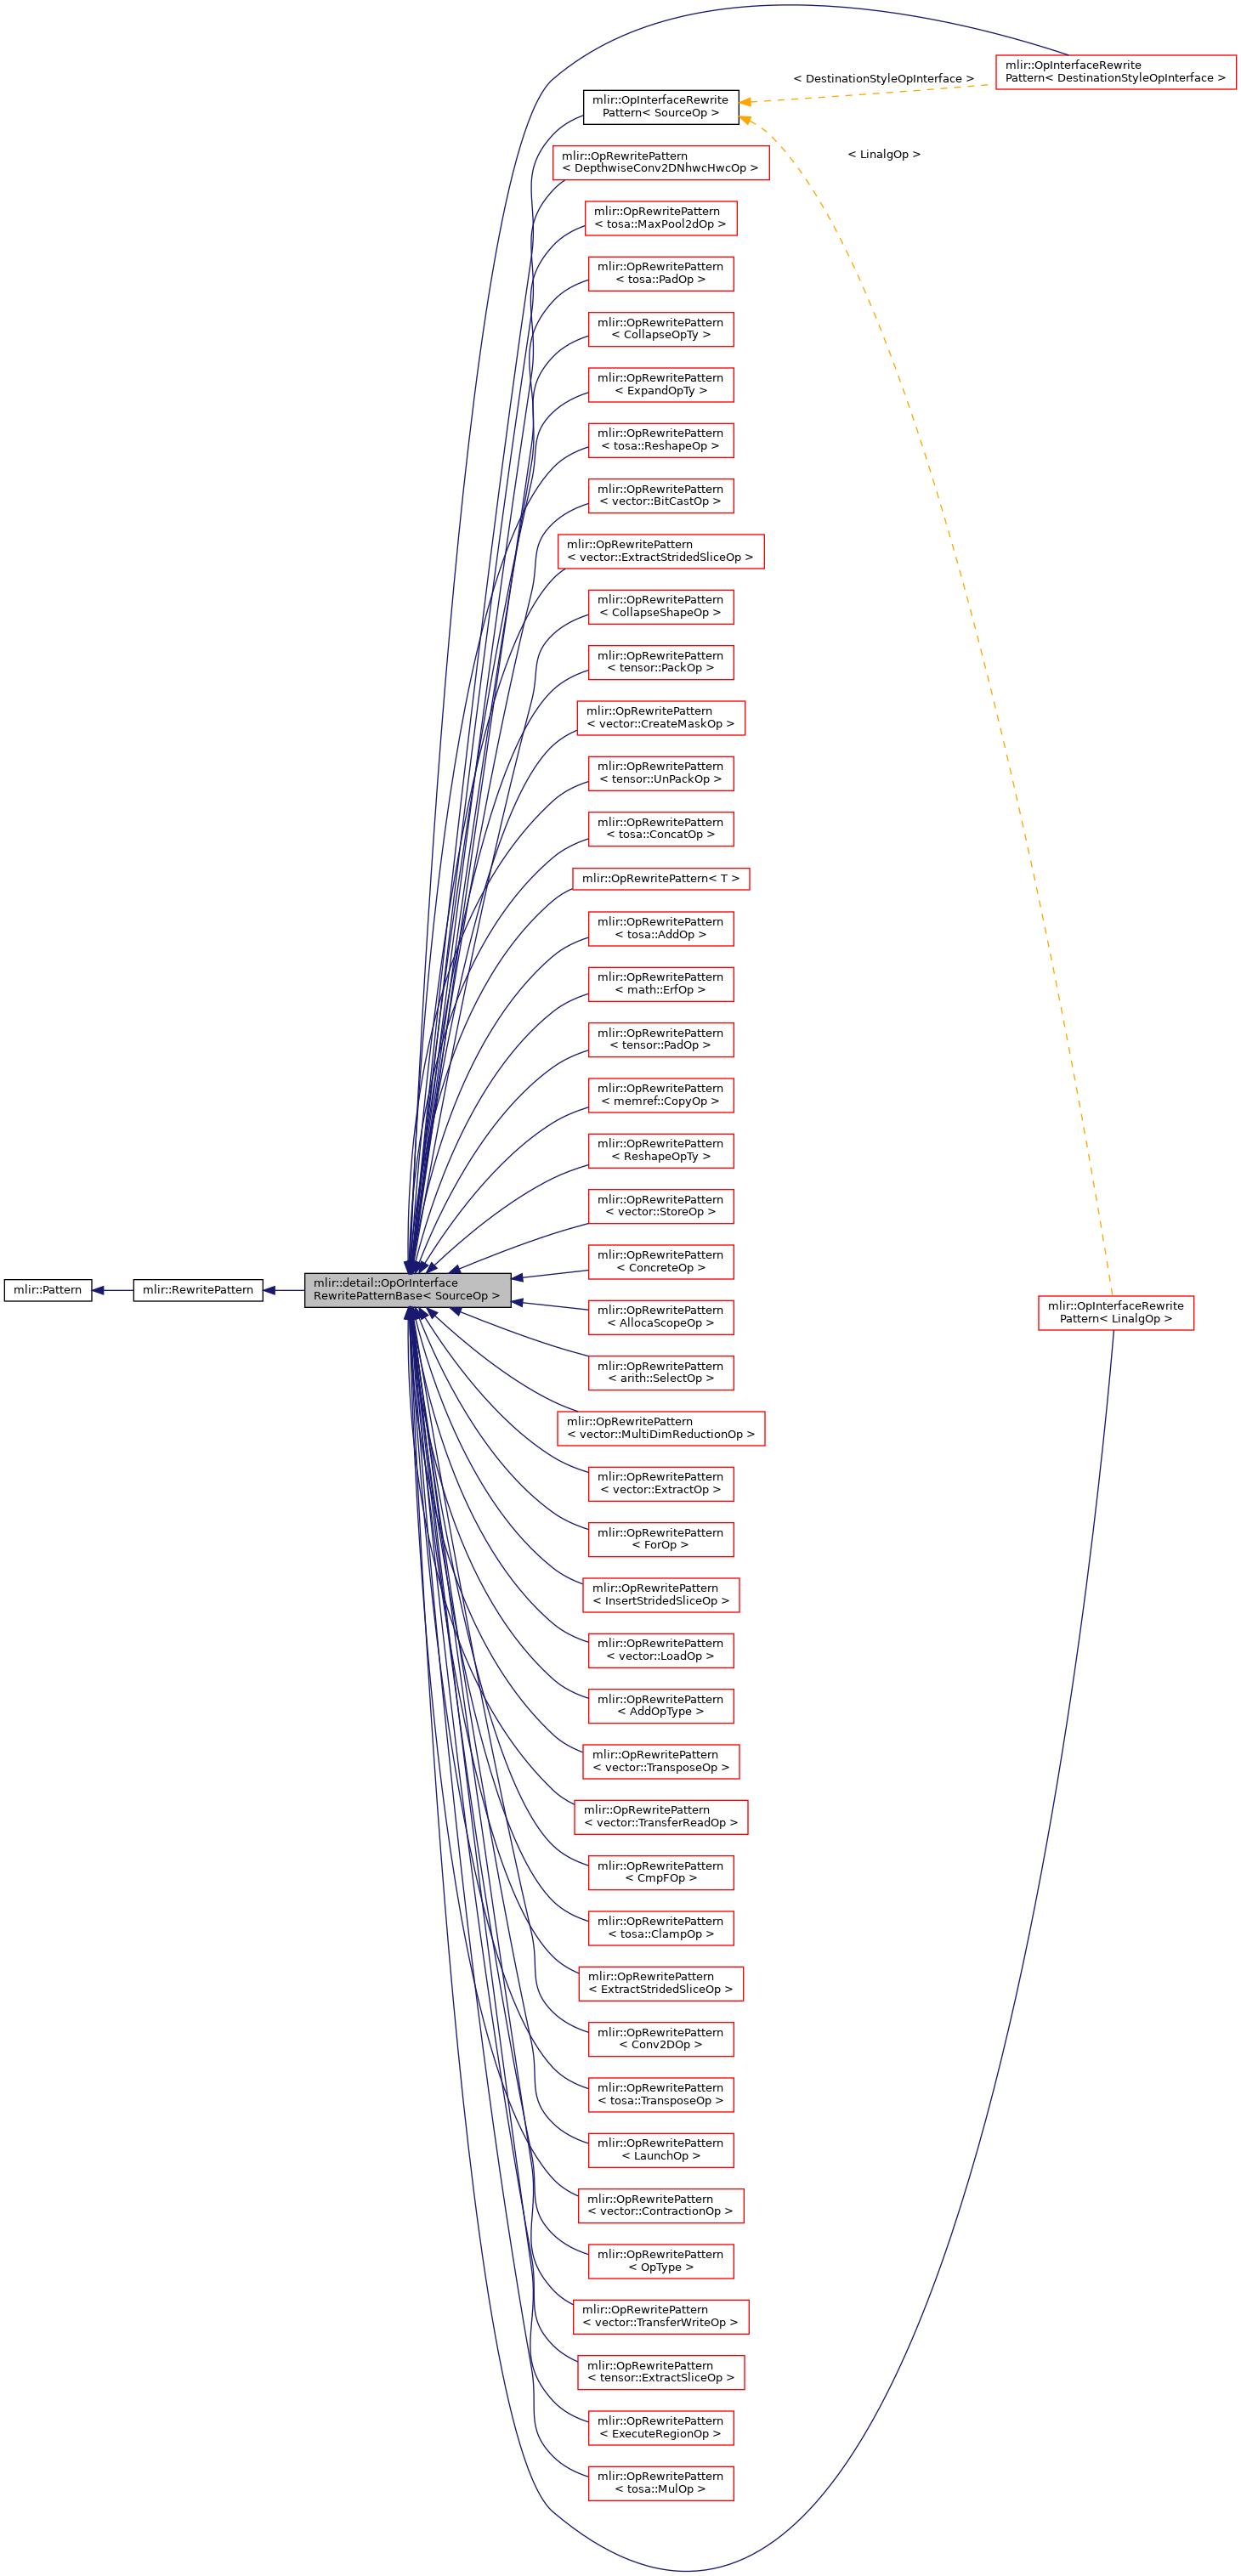 mlir::OpInterfaceRewrite
Pattern< DestinationStyleOpInterface >
< DestinationStyleOpInterface >
mlir::OpInterfaceRewrite
Pattern< SourceOp >
< LinalgOp >
mlir::OpRewritePattern
< DepthwiseConv2DNhwcHwcOp >
mlir::OpRewritePattern
< tosa::MaxPool2dOp >
mlir::OpRewritePattern
< tosa::PadOp >
mlir::OpRewritePattern
< CollapseOpTy >
mlir::OpRewritePattern
< ExpandOpTy >
mlir::OpRewritePattern
< tosa::ReshapeOp >
mlir::OpRewritePattern
< vector::BitCastOp >
mlir::OpRewritePattern
< vector::ExtractStridedSliceOp >
mlir::OpRewritePattern
< CollapseShapeOp >
mlir::OpRewritePattern
< tensor::PackOp >
mlir::OpRewritePattern
< vector::CreateMaskOp >
mlir::OpRewritePattern
< tensor::UnPackOp >
mlir::OpRewritePattern
< tosa::ConcatOp >
mlir::OpRewritePattern< T >
mlir::OpRewritePattern
< tosa::AddOp >
mlir::OpRewritePattern
< math::ErfOp >
mlir::OpRewritePattern
< tensor::PadOp >
mlir::OpRewritePattern
< memref::CopyOp >
mlir::OpRewritePattern
< ReshapeOpTy >
mlir::OpRewritePattern
< vector::StoreOp >
mlir::OpRewritePattern
< ConcreteOp >
mlir::Pattern
mlir::RewritePattern
mlir::detail::OpOrInterface
RewritePatternBase< SourceOp >
mlir::OpRewritePattern
< AllocaScopeOp >
mlir::OpInterfaceRewrite
Pattern< LinalgOp >
mlir::OpRewritePattern
< arith::SelectOp >
mlir::OpRewritePattern
< vector::MultiDimReductionOp >
mlir::OpRewritePattern
< vector::ExtractOp >
mlir::OpRewritePattern
< ForOp >
mlir::OpRewritePattern
< InsertStridedSliceOp >
mlir::OpRewritePattern
< vector::LoadOp >
mlir::OpRewritePattern
< AddOpType >
mlir::OpRewritePattern
< vector::TransposeOp >
mlir::OpRewritePattern
< vector::TransferReadOp >
mlir::OpRewritePattern
< CmpFOp >
mlir::OpRewritePattern
< tosa::ClampOp >
mlir::OpRewritePattern
< ExtractStridedSliceOp >
mlir::OpRewritePattern
< Conv2DOp >
mlir::OpRewritePattern
< tosa::TransposeOp >
mlir::OpRewritePattern
< LaunchOp >
mlir::OpRewritePattern
< vector::ContractionOp >
mlir::OpRewritePattern
< OpType >
mlir::OpRewritePattern
< vector::TransferWriteOp >
mlir::OpRewritePattern
< tensor::ExtractSliceOp >
mlir::OpRewritePattern
< ExecuteRegionOp >
mlir::OpRewritePattern
< tosa::MulOp >